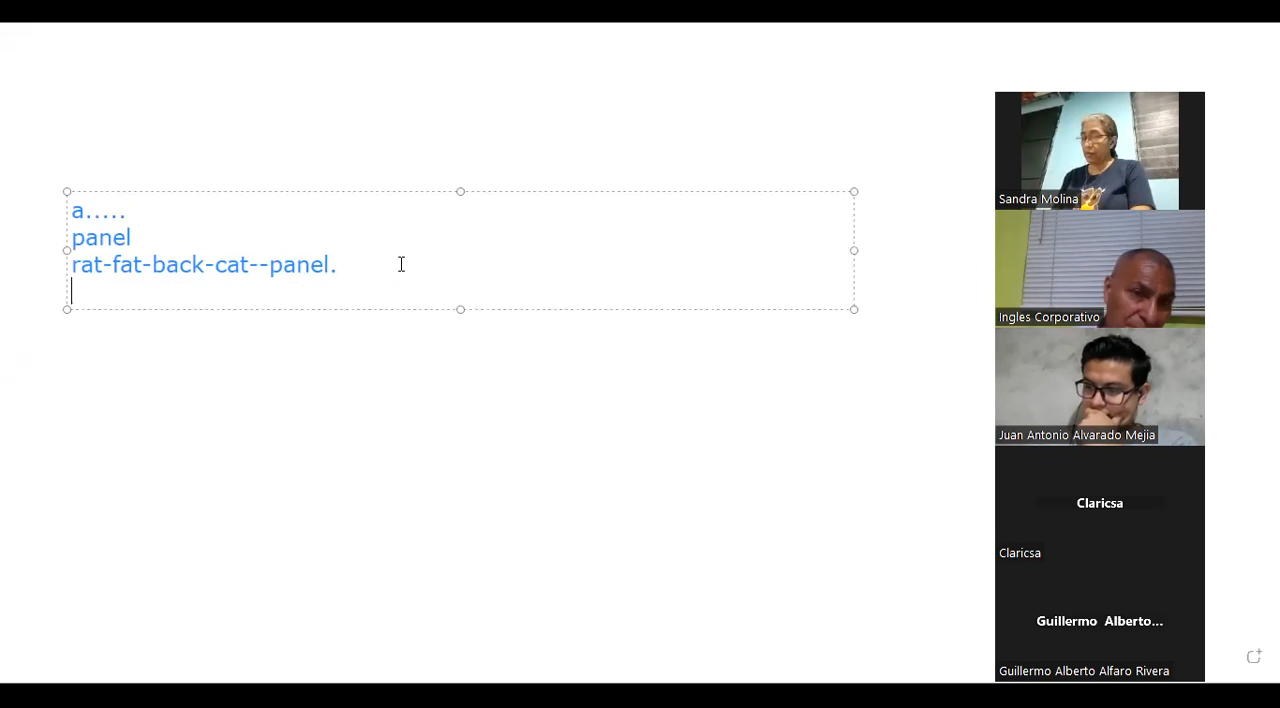 a.....
panel
rat-fat-back-cat--panel.
Sandra Molina
Ingles Corporativo
Juan Antonio Alvarado Mejia
Claricsa
Claricsa
Guillermo Alberto...
Guillermo Alberto Alfaro Rivera